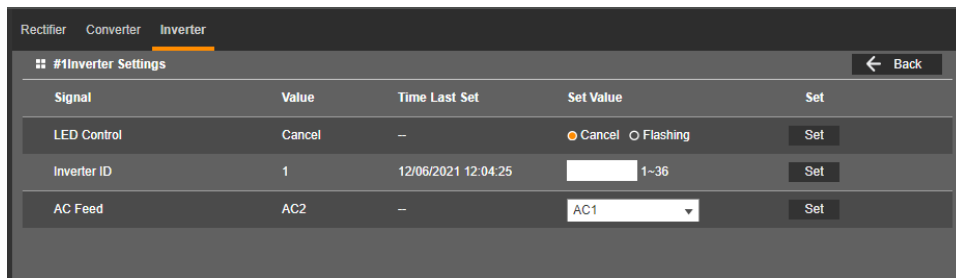 Rectifier Converter Inverter
#1Inverter Settings Back
Signal Value Time Last Set Set Value Set
LED Control Cancel -- Cancel Flashing Set
Inverter ID 1 12/06/2021 12:04:25 1~36 Set
AC Feed AC2 -- AC1 Set